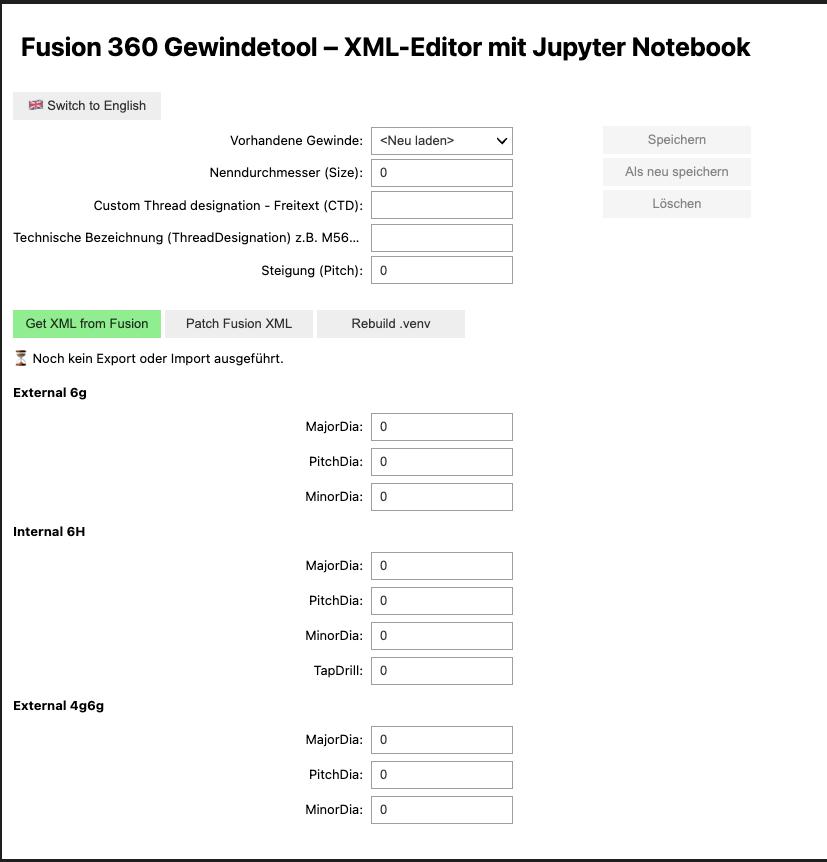 Fusion 360 Gewindetool – XML-Editor mit Jupyter Notebook
🇬🇧 Switch to English
Vorhandene Gewinde: <Neu laden> Speichern
Nenndurchmesser (Size): 0 Als neu speichern
Custom Thread designation - Freitext (CTD): Löschen
Technische Bezeichnung (ThreadDesignation) z.B. M56...
Steigung (Pitch): 0
Get XML from Fusion Patch Fusion XML Rebuild .venv
⏳ Noch kein Export oder Import ausgeführt.
External 6g
MajorDia: 0
PitchDia: 0
MinorDia: 0
Internal 6H
MajorDia: 0
PitchDia: 0
MinorDia: 0
TapDrill: 0
External 4g6g
MajorDia: 0
PitchDia: 0
MinorDia: 0